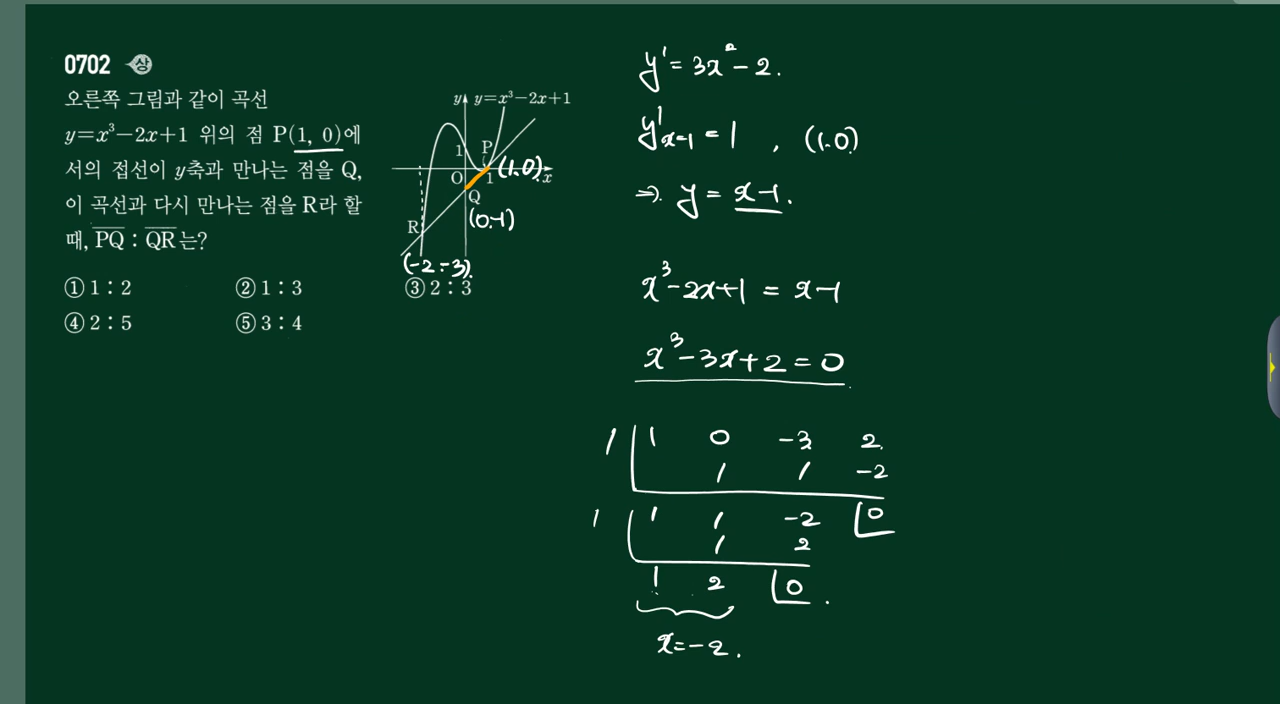 0702 상
오른쪽 그림과 같이 곡선
y=x³−2x+1 위의 점 P(1, 0)에
서의 접선이 y축과 만나는 점을 Q,
이 곡선과 다시 만나는 점을 R라 할
때, P̅Q̅ : Q̅R̅는?
① 1 : 2 ② 1 : 3 ③ 2 : 3
④ 2 : 5 ⑤ 3 : 4
y y=x³−2x+1
1 P
O 1 (1.0). x
Q
R (0.-1)
(-2.-3).
y' = 3x² - 2.
y'x=1 = 1 , (1.0)
⇒. y = x-1.
x³-2x+1 = x-1
x³-3x+2=0
1 1 0 -3 2.
1 1 -2
1 1 1 -2 0
1 2
1 2 0 .
x=-2.